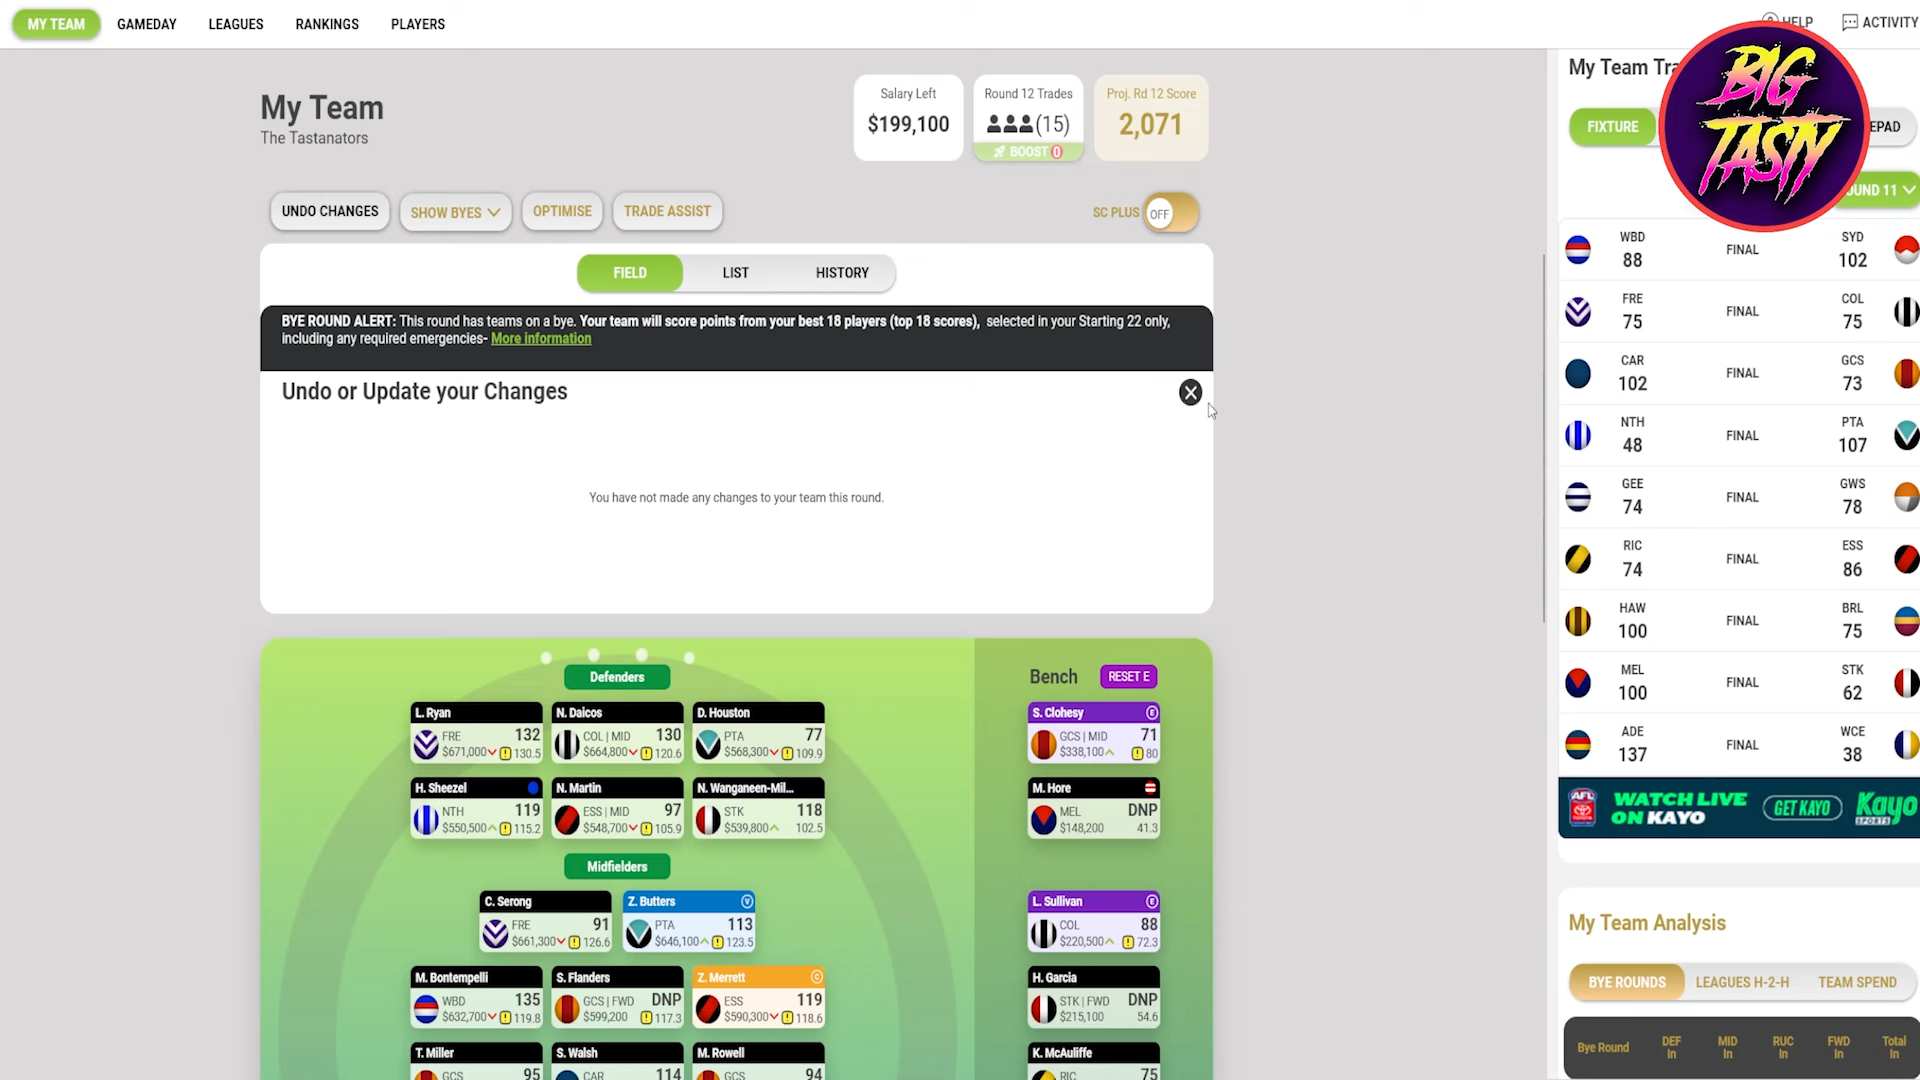 MY TEAM GAMEDAY LEAGUES RANKINGS PLAYERS
HELP ACTIVITY
My Team
The Tastanators
Salary Left
$199,100
Round 12 Trades
(15)
BOOST 0
Proj. Rd 12 Score
2,071
UNDO CHANGES SHOW BYES OPTIMISE TRADE ASSIST
SC PLUS OFF
FIELD LIST HISTORY
BYE ROUND ALERT: This round has teams on a bye. Your team will score points from your best 18 players (top 18 scores), selected in your Starting 22 only,
including any required emergencies- More information
Undo or Update your Changes
You have not made any changes to your team this round.
Defenders
Bench RESET E
L. Ryan
FRE 132
$671,000 130.5
N. Daicos
COL | MID 130
$664,800 120.6
D. Houston
PTA 77
$568,300 109.9
S. Clohesy E
GCS | MID 71
$338,100 80
H. Sheezel
NTH 119
$550,500 115.2
N. Martin
ESS | MID 97
$548,700 105.9
N. Wanganeen-Mil...
STK 118
$539,800 102.5
M. Hore
MEL DNP
$148,200 41.3
Midfielders
C. Serong
FRE 91
$661,300 126.6
Z. Butters V
PTA 113
$646,100 123.5
L. Sullivan E
COL 88
$220,500 72.3
M. Bontempelli
WBD 135
$632,700 119.8
S. Flanders
GCS | FWD DNP
$599,200 117.3
Z. Merrett C
ESS 119
$590,300 118.6
H. Garcia
STK | FWD DNP
$215,100 54.6
T. Miller
GCS 95
S. Walsh
CAR 114
M. Rowell
GCS 94
K. McAuliffe
RIC 75
My Team Tra
BIG
TASTY
FIXTURE EPAD
OUND 11
WBD FINAL SYD
88 102
FRE FINAL COL
75 75
CAR FINAL GCS
102 73
NTH FINAL PTA
48 107
GEE FINAL GWS
74 78
RIC FINAL ESS
74 86
HAW FINAL BRL
100 75
MEL FINAL STK
100 62
ADE FINAL WCE
137 38
AFL
WATCH LIVE
ON KAYO
GET KAYO
Kayo
SPORTS
My Team Analysis
BYE ROUNDS LEAGUES H-2-H TEAM SPEND
Bye Round
DEF In
MID In
RUC In
FWD In
Total In